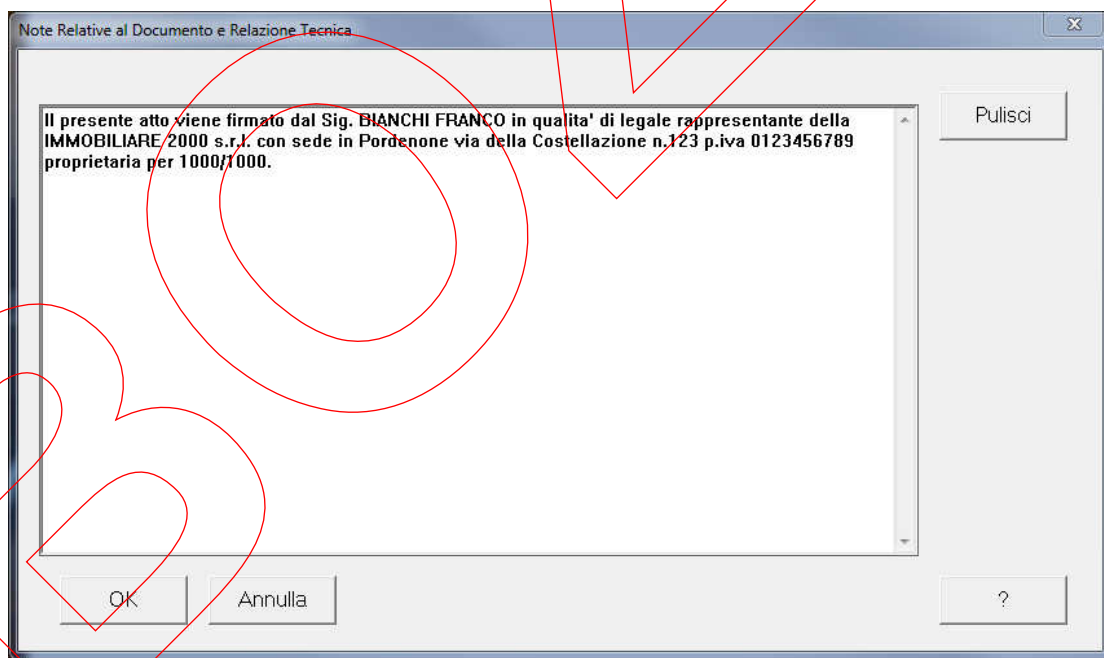 Note Relative al Documento e Relazione Tecnica
Il presente atto viene firmato dal Sig. BIANCHI FRANCO in qualita' di legale rappresentante della
IMMOBILIARE 2000 s.r.l. con sede in Pordenone via della Costellazione n.123 p.iva 0123456789
proprietaria per 1000/1000.
Pulisci
OK
Annulla
?